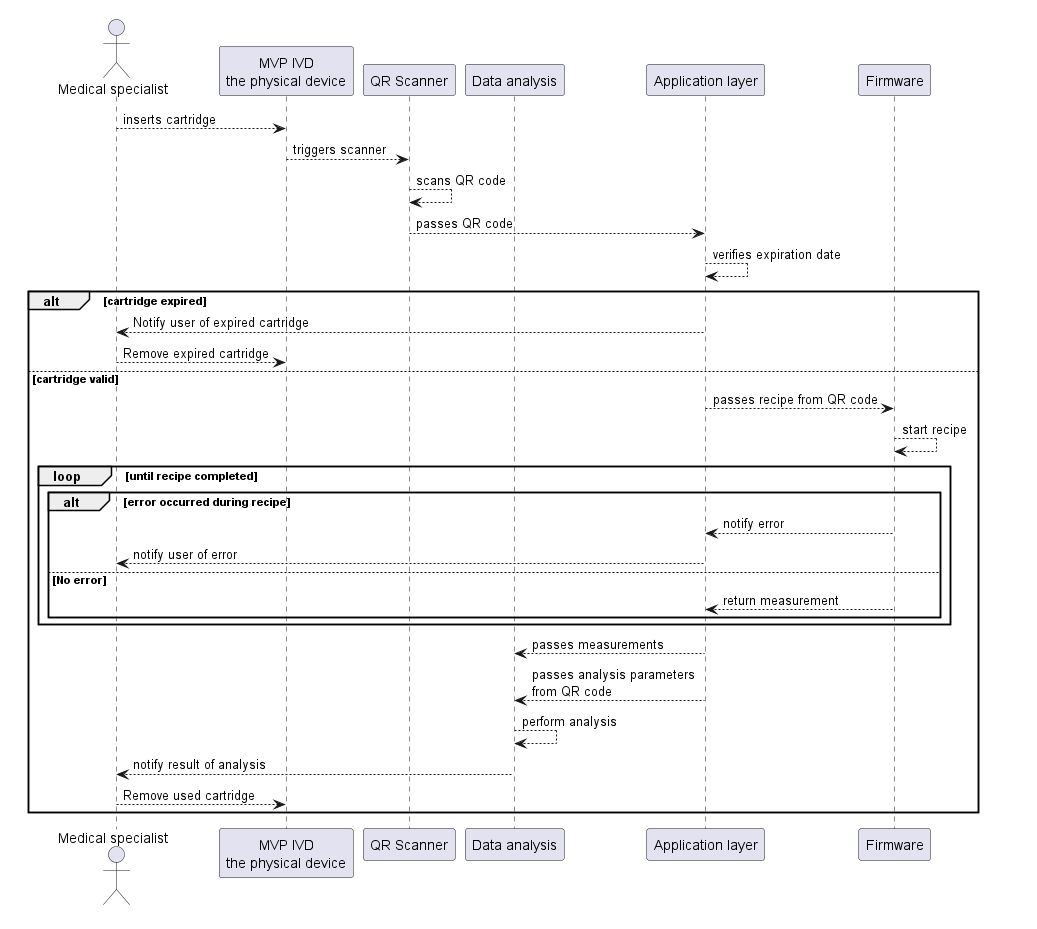 MVP IVD
the physical device
QR Scanner
Data analysis
Application layer
Firmware
Medical specialist
inserts cartridge
triggers scanner
scans QR code
passes QR code
verifies expiration date
alt
[cartridge expired]
Notify user of expired cartridge
Remove expired cartridge
[cartridge valid]
passes recipe from QR code
start recipe
loop
[until recipe completed]
alt
[error occurred during recipe]
notify error
notify user of error
[No error]
return measurement
passes measurements
passes analysis parameters
from QR code
perform analysis
notify result of analysis
Remove used cartridge
Medical specialist
MVP IVD
the physical device
QR Scanner
Data analysis
Application layer
Firmware